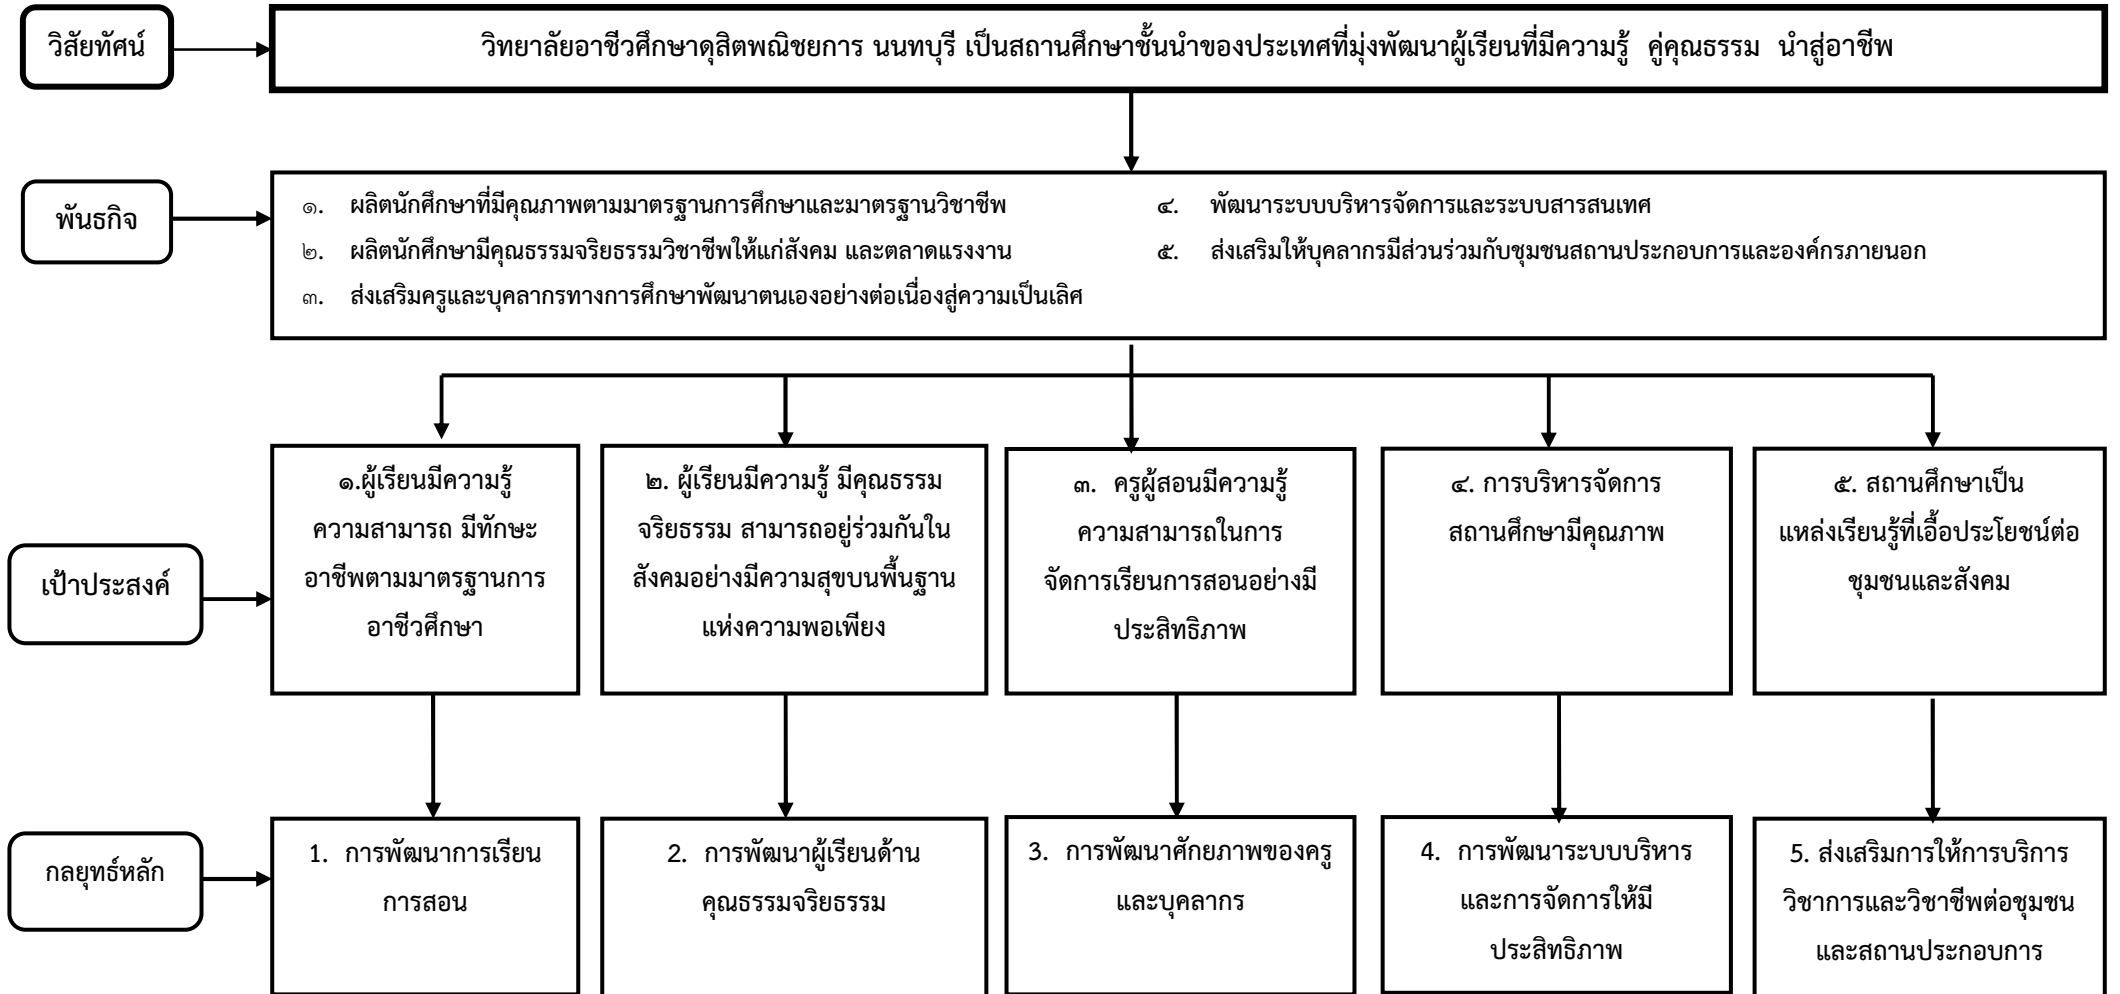 วิสัยทัศน์
วิทยาลัยอาชีวศึกษาดุสิตพณิชยการ นนทบุรี เป็นสถานศึกษาชั้นนำของประเทศที่มุ่งพัฒนาผู้เรียนที่มีความรู้ คู่คุณธรรม นำสู่อาชีพ
พันธกิจ
๑. ผลิตนักศึกษาที่มีคุณภาพตามมาตรฐานการศึกษาและมาตรฐานวิชาชีพ
๒. ผลิตนักศึกษามีคุณธรรมจริยธรรมวิชาชีพให้แก่สังคม และตลาดแรงงาน
๓. ส่งเสริมครูและบุคลากรทางการศึกษาพัฒนาตนเองอย่างต่อเนื่องสู่ความเป็นเลิศ
๔. พัฒนาระบบบริหารจัดการและระบบสารสนเทศ
๕. ส่งเสริมให้บุคลากรมีส่วนร่วมกับชุมชนสถานประกอบการและองค์กรภายนอก
เป้าประสงค์
๑.ผู้เรียนมีความรู้
ความสามารถ มีทักษะ
อาชีพตามมาตรฐานการ
อาชีวศึกษา
๒. ผู้เรียนมีความรู้ มีคุณธรรม
จริยธรรม สามารถอยู่ร่วมกันใน
สังคมอย่างมีความสุขบนพื้นฐาน
แห่งความพอเพียง
๓. ครูผู้สอนมีความรู้
ความสามารถในการ
จัดการเรียนการสอนอย่างมี
ประสิทธิภาพ
๔. การบริหารจัดการ
สถานศึกษามีคุณภาพ
๕. สถานศึกษาเป็น
แหล่งเรียนรู้ที่เอื้อประโยชน์ต่อ
ชุมชนและสังคม
กลยุทธ์หลัก
1. การพัฒนาการเรียน
การสอน
2. การพัฒนาผู้เรียนด้าน
คุณธรรมจริยธรรม
3. การพัฒนาศักยภาพของครู
และบุคลากร
4. การพัฒนาระบบบริหาร
และการจัดการให้มี
ประสิทธิภาพ
5. ส่งเสริมการให้การบริการ
วิชาการและวิชาชีพต่อชุมชน
และสถานประกอบการ